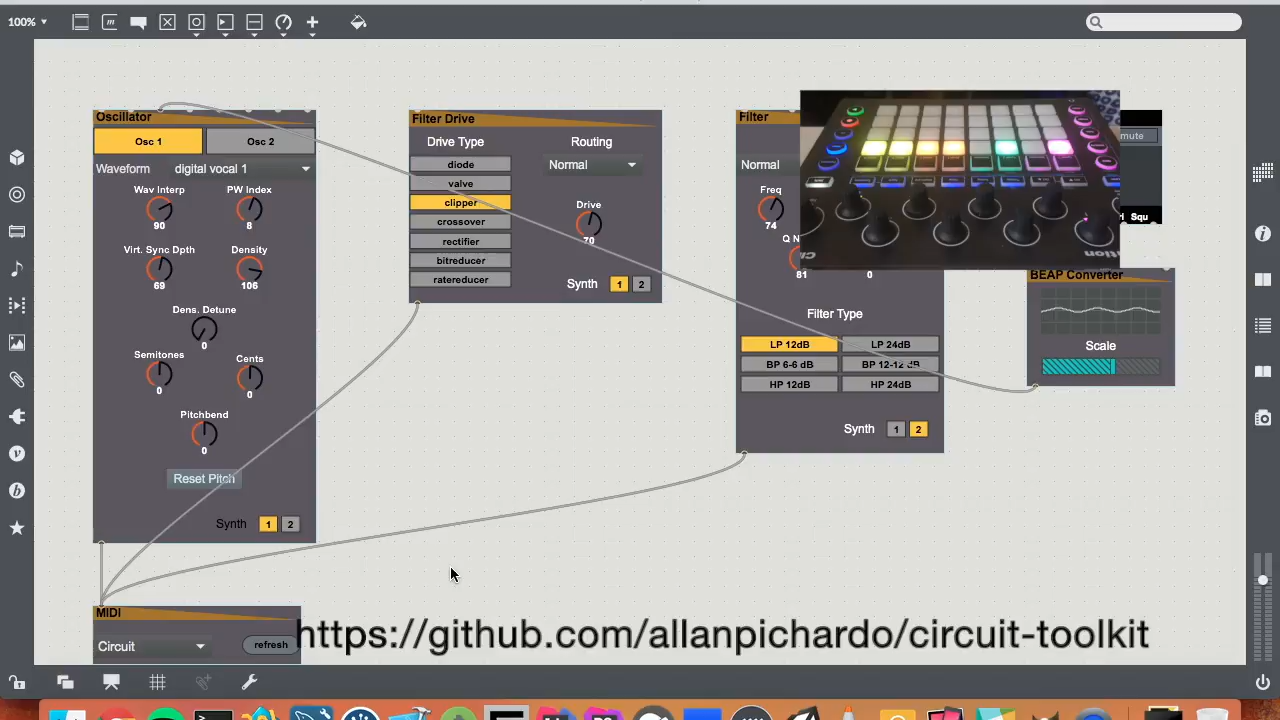 100%
Oscillator
Osc 1 Osc 2
Waveform digital vocal 1
Wav Interp PW Index
90 8
Virt. Sync Dpth Density
69 106
Dens. Detune
0
Semitones Cents
0 0
Pitchbend
0
Reset Pitch
Synth 1 2
Filter Drive
Drive Type Routing
diode Normal
valve
clipper
crossover
rectifier
bitreducer
ratereducer
Drive
70
Synth 1 2
Filter
Normal
Freq
74
Q N
81 0
Filter Type
LP 12dB LP 24dB
BP 6-6 dB BP 12-12 dB
HP 12dB HP 24dB
Synth 1 2
mute
Squ
BEAP Converter
Scale
MIDI
Circuit refresh
https://github.com/allanpichardo/circuit-toolkit